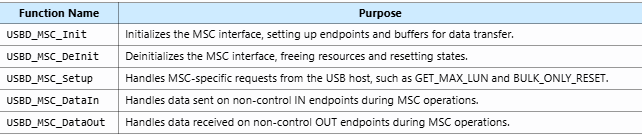 Function Name Purpose
USBD_MSC_Init Initializes the MSC interface, setting up endpoints and buffers for data transfer.
USBD_MSC_DeInit Deinitializes the MSC interface, freeing resources and resetting states.
USBD_MSC_Setup Handles MSC-specific requests from the USB host, such as GET_MAX_LUN and BULK_ONLY_RESET.
USBD_MSC_DataIn Handles data sent on non-control IN endpoints during MSC operations.
USBD_MSC_DataOut Handles data received on non-control OUT endpoints during MSC operations.